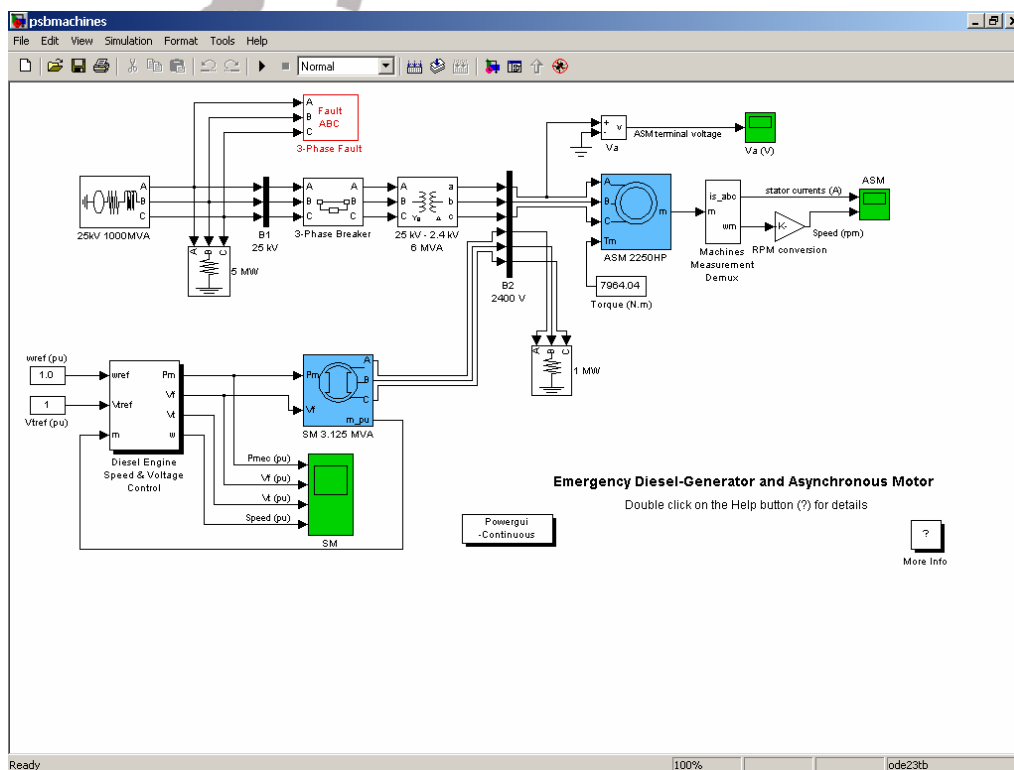 psbmachines
File Edit View Simulation Format Tools Help
Normal
A
B
C
Fault
ABC
3-Phase Fault
+
-
v
Va
ASM terminal voltage
Va (V)
A
B
C
25kV 1000MVA
A
B
C
5 MW
B1
25 kV
A
B
C
A
B
C
3-Phase Breaker
A
B
C
a
b
c
25 kV - 2.4 kV
6 MVA
B2
2400 V
A
B
C
Tm
m
ASM 2250HP
7964.04
Torque (N.m)
m
is_abc
wm
Machines
Measurement
Demux
stator currents (A)
K-
RPM conversion
Speed (rpm)
ASM
A
B
C
1 MW
wref (pu)
1.0
1
Vtref (pu)
wref
Vtref
m
Pm
Vf
Vt
w
Diesel Engine
Speed & Voltage
Control
Pm
Vf
A
B
C
m_pu
SM 3.125 MVA
Pmec (pu)
Vf (pu)
Vt (pu)
Speed (pu)
SM
Powergui
-Continuous
Emergency Diesel-Generator and Asynchronous Motor
Double click on the Help button (?) for details
?
More Info
Ready
100%
ode23tb